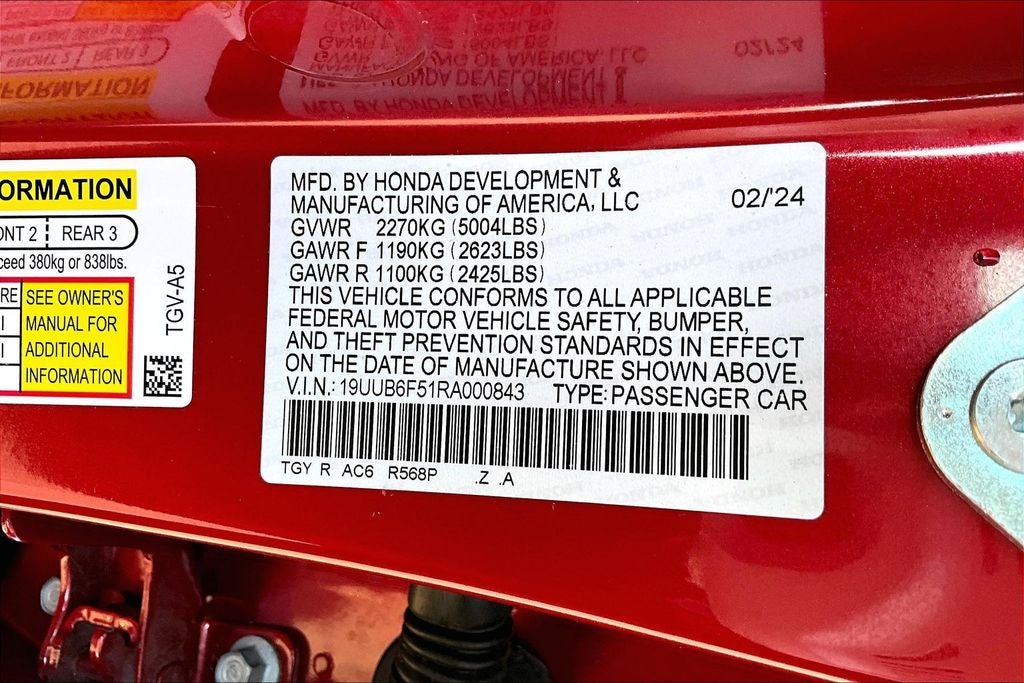 ORMATION
ONT 2 REAR 3
ceed 380kg or 838lbs.
RE SEE OWNER'S
MANUAL FOR
ADDITIONAL
INFORMATION
TGV-A5
MFD. BY HONDA DEVELOPMENT &
MANUFACTURING OF AMERICA, LLC 02/'24
GVWR 2270KG (5004LBS)
GAWR F 1190KG (2623LBS)
GAWR R 1100KG (2425LBS)
THIS VEHICLE CONFORMS TO ALL APPLICABLE
FEDERAL MOTOR VEHICLE SAFETY, BUMPER,
AND THEFT PREVENTION STANDARDS IN EFFECT
ON THE DATE OF MANUFACTURE SHOWN ABOVE.
V.I.N.: 19UUB6F51RA000843 TYPE: PASSENGER CAR
TGY R AC6 R568P .Z .A